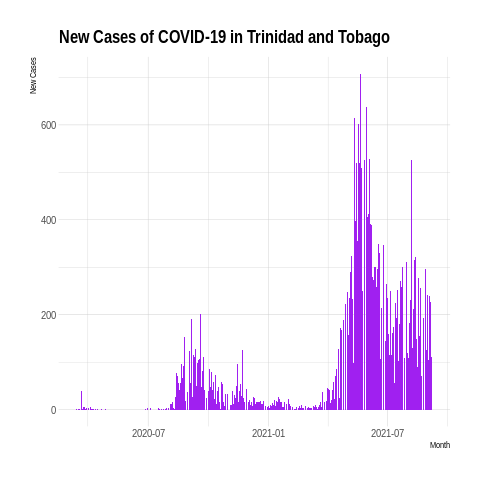 New Cases of COVID-19 in Trinidad and Tobago
New Cases
600
400
200
0
2020-07 2021-01 2021-07
Month